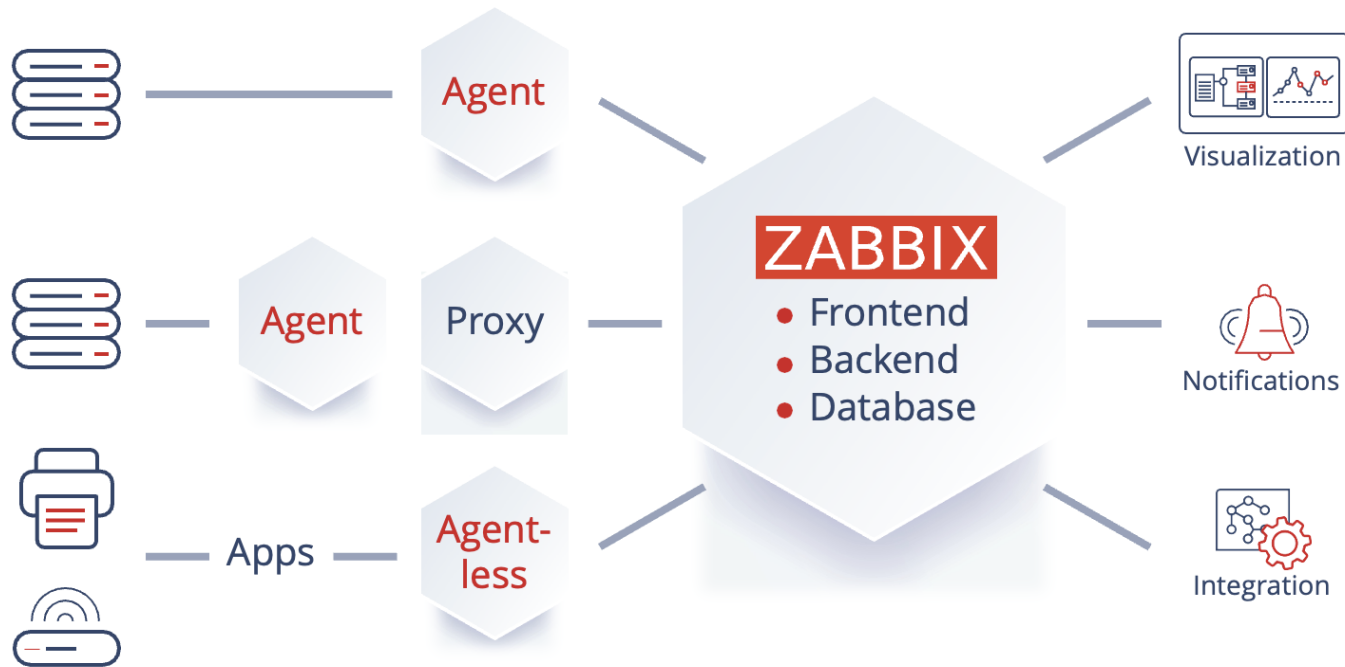 Agent
Visualization
ZABBIX
Frontend
Backend
Database
Agent
Proxy
Notifications
Apps
Agent-
less
Integration